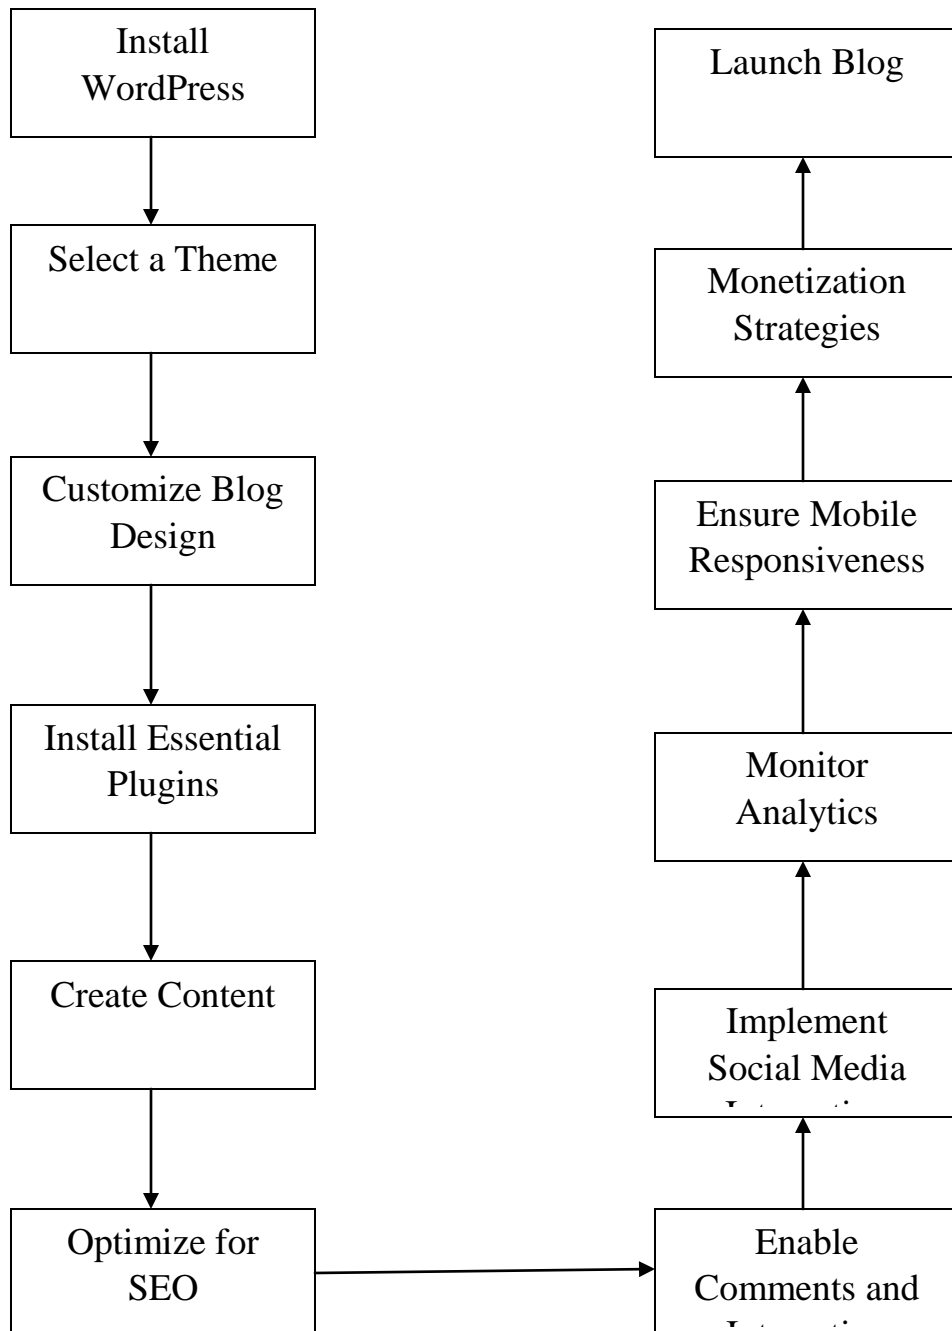 Install
WordPress
Select a Theme
Customize Blog
Design
Install Essential
Plugins
Create Content
Optimize for
SEO
Enable
Comments and
Implement
Social Media
Monitor
Analytics
Ensure Mobile
Responsiveness
Monetization
Strategies
Launch Blog